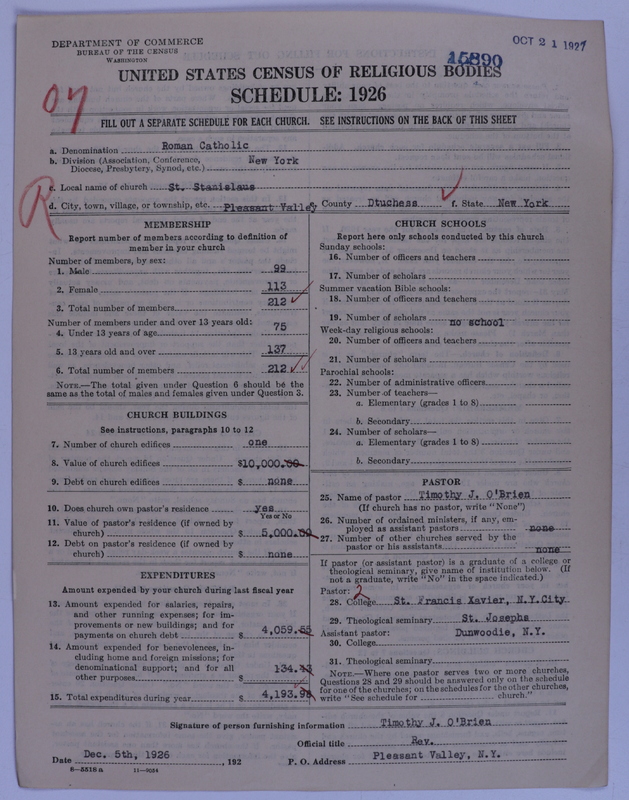 DEPARTMENT OF COMMERCE
BUREAU OF THE CENSUS
WASHINGTON
OCT 21 1927
15890
UNITED STATES CENSUS OF RELIGIOUS BODIES
SCHEDULE: 1926
07
FILL OUT A SEPARATE SCHEDULE FOR EACH CHURCH. SEE INSTRUCTIONS ON THE BACK OF THIS SHEET
a. Denomination Roman Catholic
b. Division (Association, Conference, Diocese, Presbytery, Synod, etc.) New York
R
c. Local name of church St. Stanislaus
d. City, town, village, or township, etc. Pleasant Valley County Dtuchess f. State New York
MEMBERSHIP
Report number of members according to definition of
member in your church
Number of members, by sex:
1. Male 99
2. Female 113
3. Total number of members 212
Number of members under and over 13 years old:
4. Under 13 years of age 75
5. 13 years old and over 137
6. Total number of members 212
NOTE.—The total given under Question 6 should be the
same as the total of males and females given under Question 3.
CHURCH BUILDINGS
See instructions, paragraphs 10 to 12
7. Number of church edifices one
8. Value of church edifices $10,000.00
9. Debt on church edifices $ none
10. Does church own pastor's residence yes
Yes or No
11. Value of pastor's residence (if owned by
church) $ 5,000.00
12. Debt on pastor's residence (if owned by
church) $ none
EXPENDITURES
Amount expended by your church during last fiscal year
13. Amount expended for salaries, repairs,
and other running expenses; for im-
provements or new buildings; and for
payments on church debt $ 4,059.55
14. Amount expended for benevolences, in-
cluding home and foreign missions; for
denominational support; and for all
other purposes $ 134.43
15. Total expenditures during year $ 4,193.98
CHURCH SCHOOLS
Report here only schools conducted by this church
Sunday schools:
16. Number of officers and teachers
17. Number of scholars
Summer vacation Bible schools:
18. Number of officers and teachers
19. Number of scholars no school
Week-day religious schools:
20. Number of officers and teachers
21. Number of scholars
Parochial schools:
22. Number of administrative officers
23. Number of teachers—
a. Elementary (grades 1 to 8)
b. Secondary
24. Number of scholars—
a. Elementary (grades 1 to 8)
b. Secondary
PASTOR
25. Name of pastor Timothy J. O'Brien
(If church has no pastor, write "None")
26. Number of ordained ministers, if any, em-
ployed as assistant pastors none
27. Number of other churches served by the
pastor or his assistants none
If pastor (or assistant pastor) is a graduate of a college or
theological seminary, give name of institution below. (If
not a graduate, write "No" in the space indicated.)
Pastor: 2
28. College St. Francis Xavier, N.Y.City
29. Theological seminary St. Josephs
Assistant pastor: Dunwoodie, N.Y.
30. College
31. Theological seminary
NOTE.—Where one pastor serves two or more churches,
Questions 28 and 29 should be answered only on the schedule
for one of the churches; on the schedules for the other churches,
write "See schedule for church."
Signature of person furnishing information Timothy J. O'Brien
Official title Rev.
Date Dec. 5th, 1926 , 192 P. O. Address Pleasant Valley, N.Y.
8—5518 a 11—9024